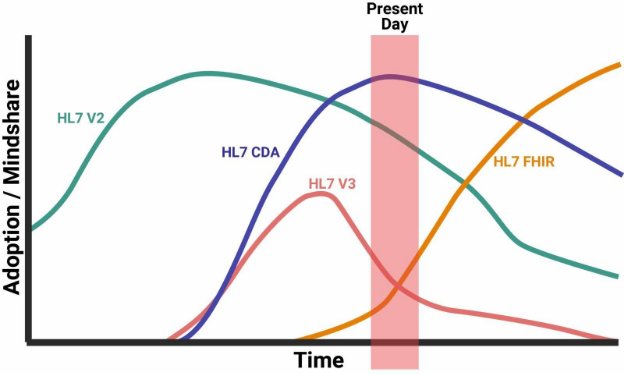 Present
Day
HL7 V2
HL7 CDA
HL7 V3
HL7 FHIR
Adoption / Mindshare
Time